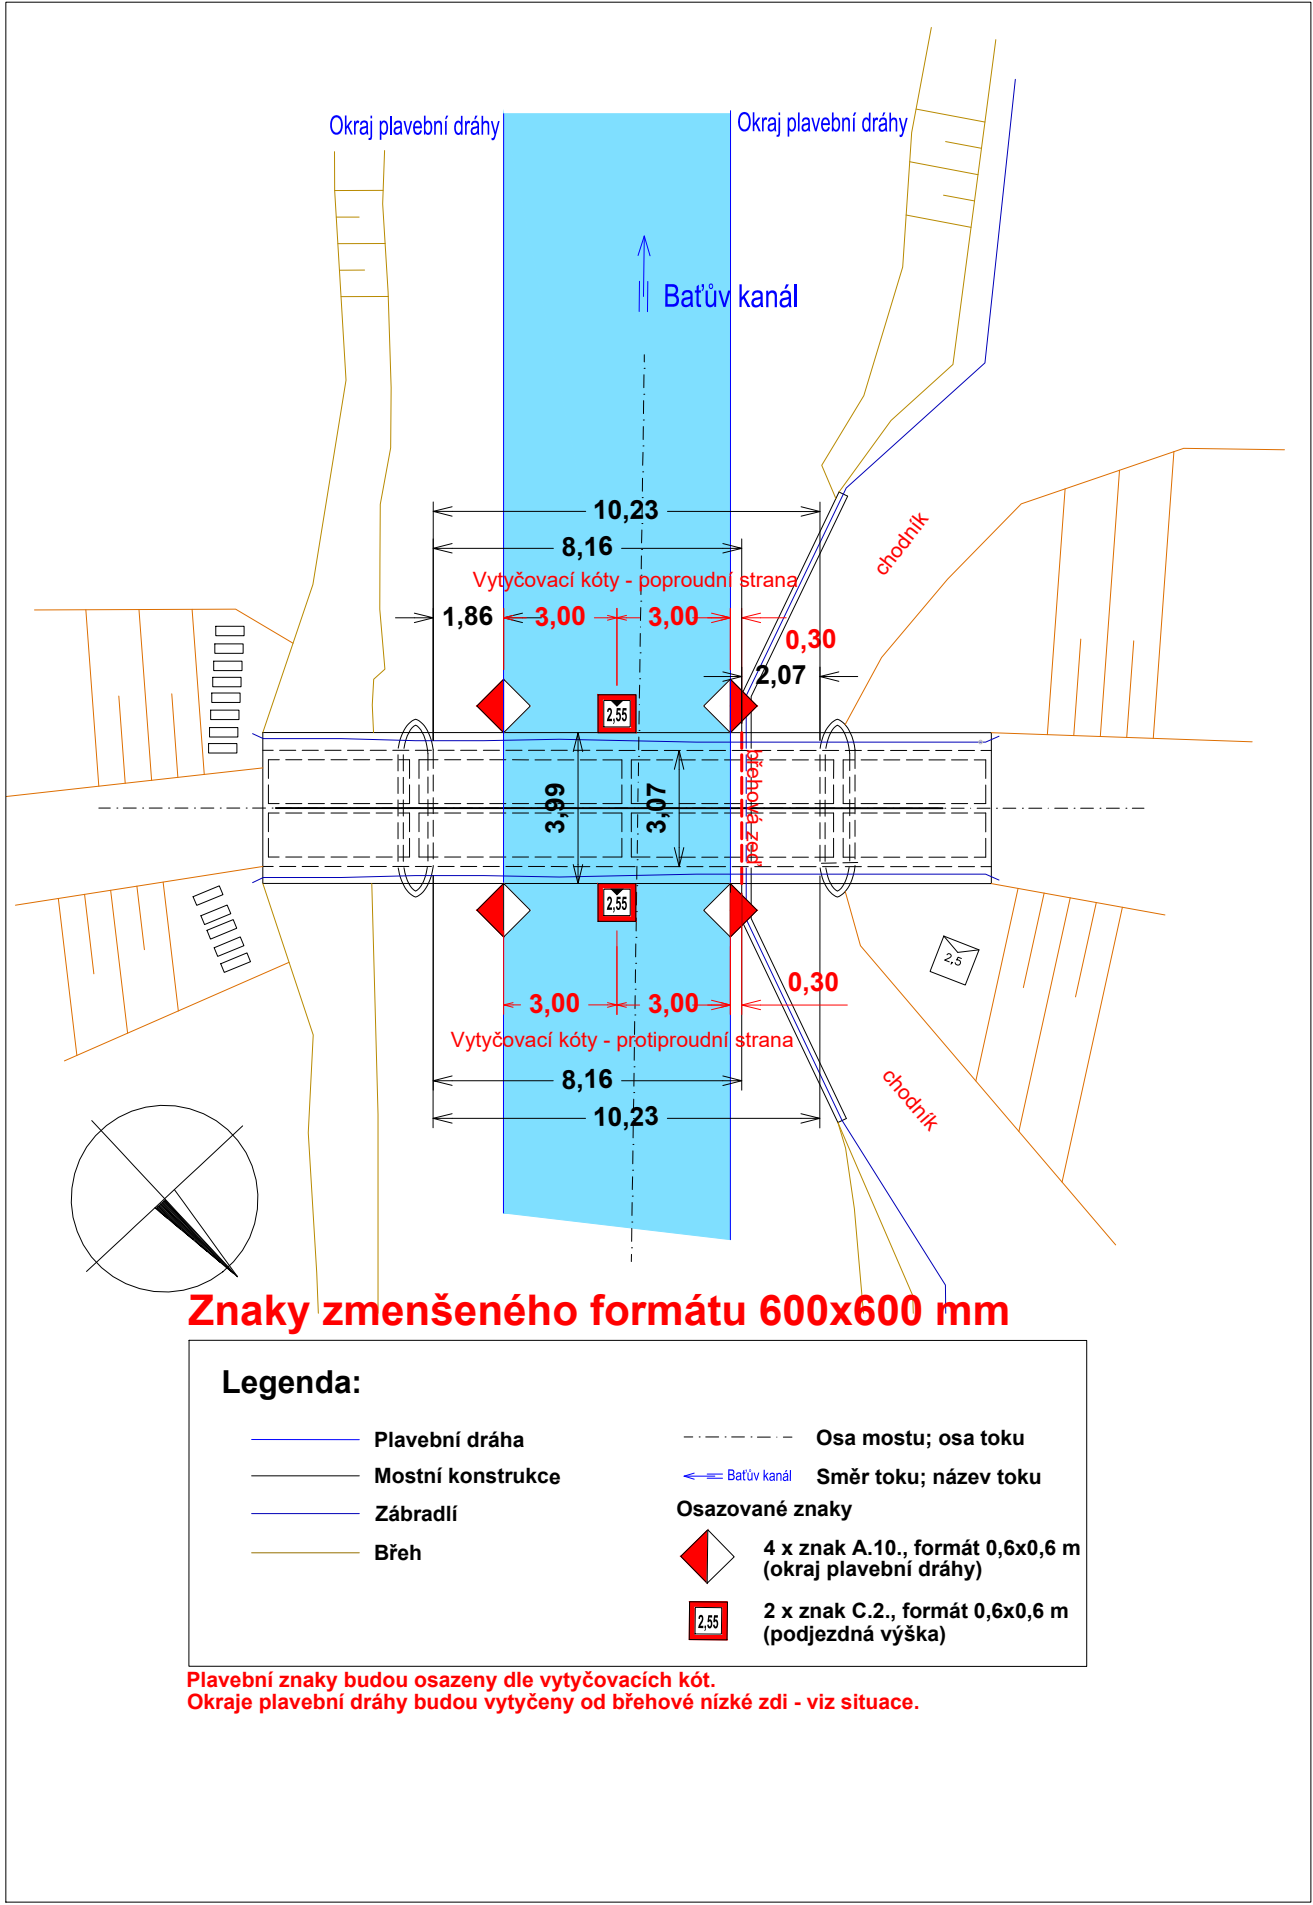 Okraj plavební dráhy
Okraj plavební dráhy
Baťův kanál
10,23
8,16
Vytyčovací kóty - poproudní strana
1,86
3,00
3,00
0,30
2,07
chodník
2,55
břehová zeď
3,99
3,07
2,55
2,5
3,00
3,00
0,30
Vytyčovací kóty - protiproudní strana
8,16
10,23
chodník
Znaky zmenšeného formátu 600x600 mm
Legenda:
Plavební dráha
Mostní konstrukce
Zábradlí
Břeh
Osa mostu; osa toku
Baťův kanál
Směr toku; název toku
Osazované znaky
4 x znak A.10., formát 0,6x0,6 m
(okraj plavební dráhy)
2,55
2 x znak C.2., formát 0,6x0,6 m
(podjezdná výška)
Plavební znaky budou osazeny dle vytyčovacích kót.
Okraje plavební dráhy budou vytyčeny od břehové nízké zdi - viz situace.